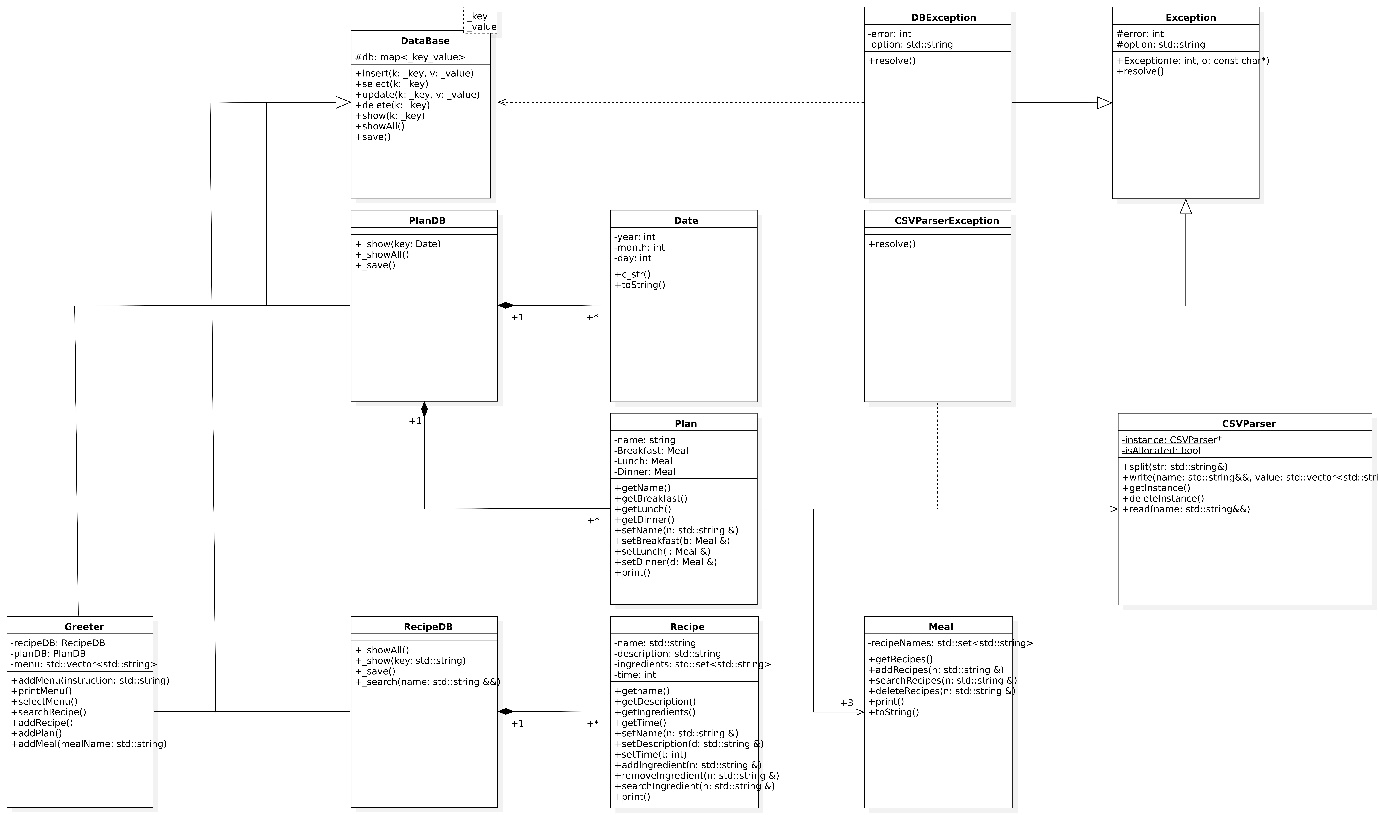 _key
_value
DataBase
#db: map<_key,_value>
+insert(k: _key, v: _value)
+select(k: _key)
+update(k: _key, v: _value)
+delete(k: _key)
+show(k: _key)
+showAll()
+save()
DBException
-error: int
-option: std::string
+resolve()
Exception
#error: int
#option: std::string
+Exception(e: int, o: const char*)
+resolve()
PlanDB
+_show(key: Date)
+_showAll()
+_save()
+1
+*
+1
Date
-year: int
-month: int
-day: int
+c_str()
+toString()
CSVParserException
+resolve()
Plan
-name: string
-Breakfast: Meal
-Lunch: Meal
-Dinner: Meal
+getName()
+getBreakfast()
+getLunch()
+getDinner()
+setName(n: std::string &)
+setBreakfast(b: Meal &)
+setLunch(l: Meal &)
+setDinner(d: Meal &)
+print()
+*
CSVParser
-instance: CSVParser*
-isAllocated: bool
+split(str: std::string&)
+write(name: std::string&&, value: std::vector<std::stri
+getInstance()
+deleteInstance()
+read(name: std::string&&)
Greeter
-recipeDB: RecipeDB
-planDB: PlanDB
-menu: std::vector<std::string>
+addMenu(instruction: std::string)
+printMenu()
+selectMenu()
+searchRecipe()
+addRecipe()
+addPlan()
+addMeal(mealName: std::string)
RecipeDB
+_showAll()
+_show(key: std::string)
+_save()
+_search(name: std::string &&)
+1
+*
Recipe
-name: std::string
-description: std::string
-ingredients: std::set<std::string>
-time: int
+getname()
+getDescription()
+getIngredients()
+getTime()
+setName(n: std::string &)
+setDescription(d: std::string &)
+setTime(t: int)
+addIngredient(n: std::string &)
+removeIngredient(n: std::string &)
+searchIngredient(n: std::string &)
+print()
+3
Meal
-recipeNames: std::set<std::string>
+getRecipes()
+addRecipes(n: std::string &)
+searchRecipes(n: std::string &)
+deleteRecipes(n: std::string &)
+print()
+toString()